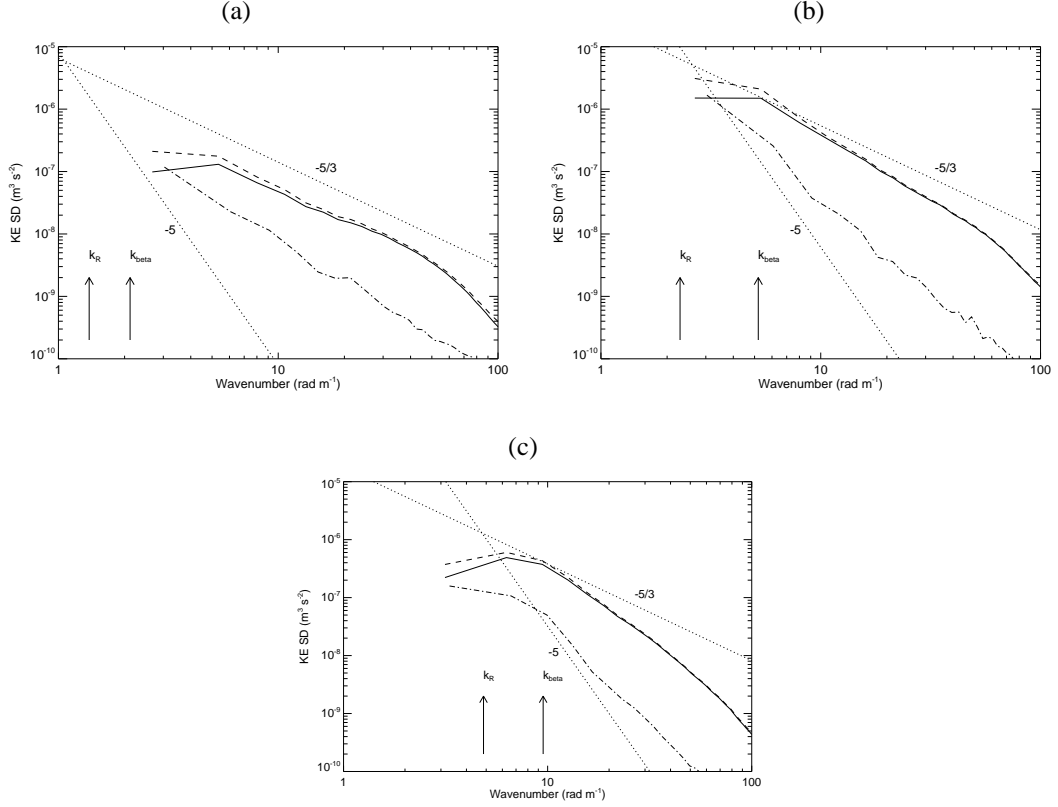 (a)
10⁻⁵
10⁻⁶
10⁻⁷
10⁻⁸
10⁻⁹
10⁻¹⁰
KE SD (m³ s⁻²)
-5/3
-5
k_R
k_beta
1
10
100
Wavenumber (rad m⁻¹)
(b)
10⁻⁵
10⁻⁶
10⁻⁷
10⁻⁸
10⁻⁹
10⁻¹⁰
KE SD (m³ s⁻²)
-5/3
-5
k_R
k_beta
1
10
100
Wavenumber (rad m⁻¹)
(c)
10⁻⁵
10⁻⁶
10⁻⁷
10⁻⁸
10⁻⁹
10⁻¹⁰
KE SD (m³ s⁻²)
-5/3
-5
k_R
k_beta
1
10
100
Wavenumber (rad m⁻¹)